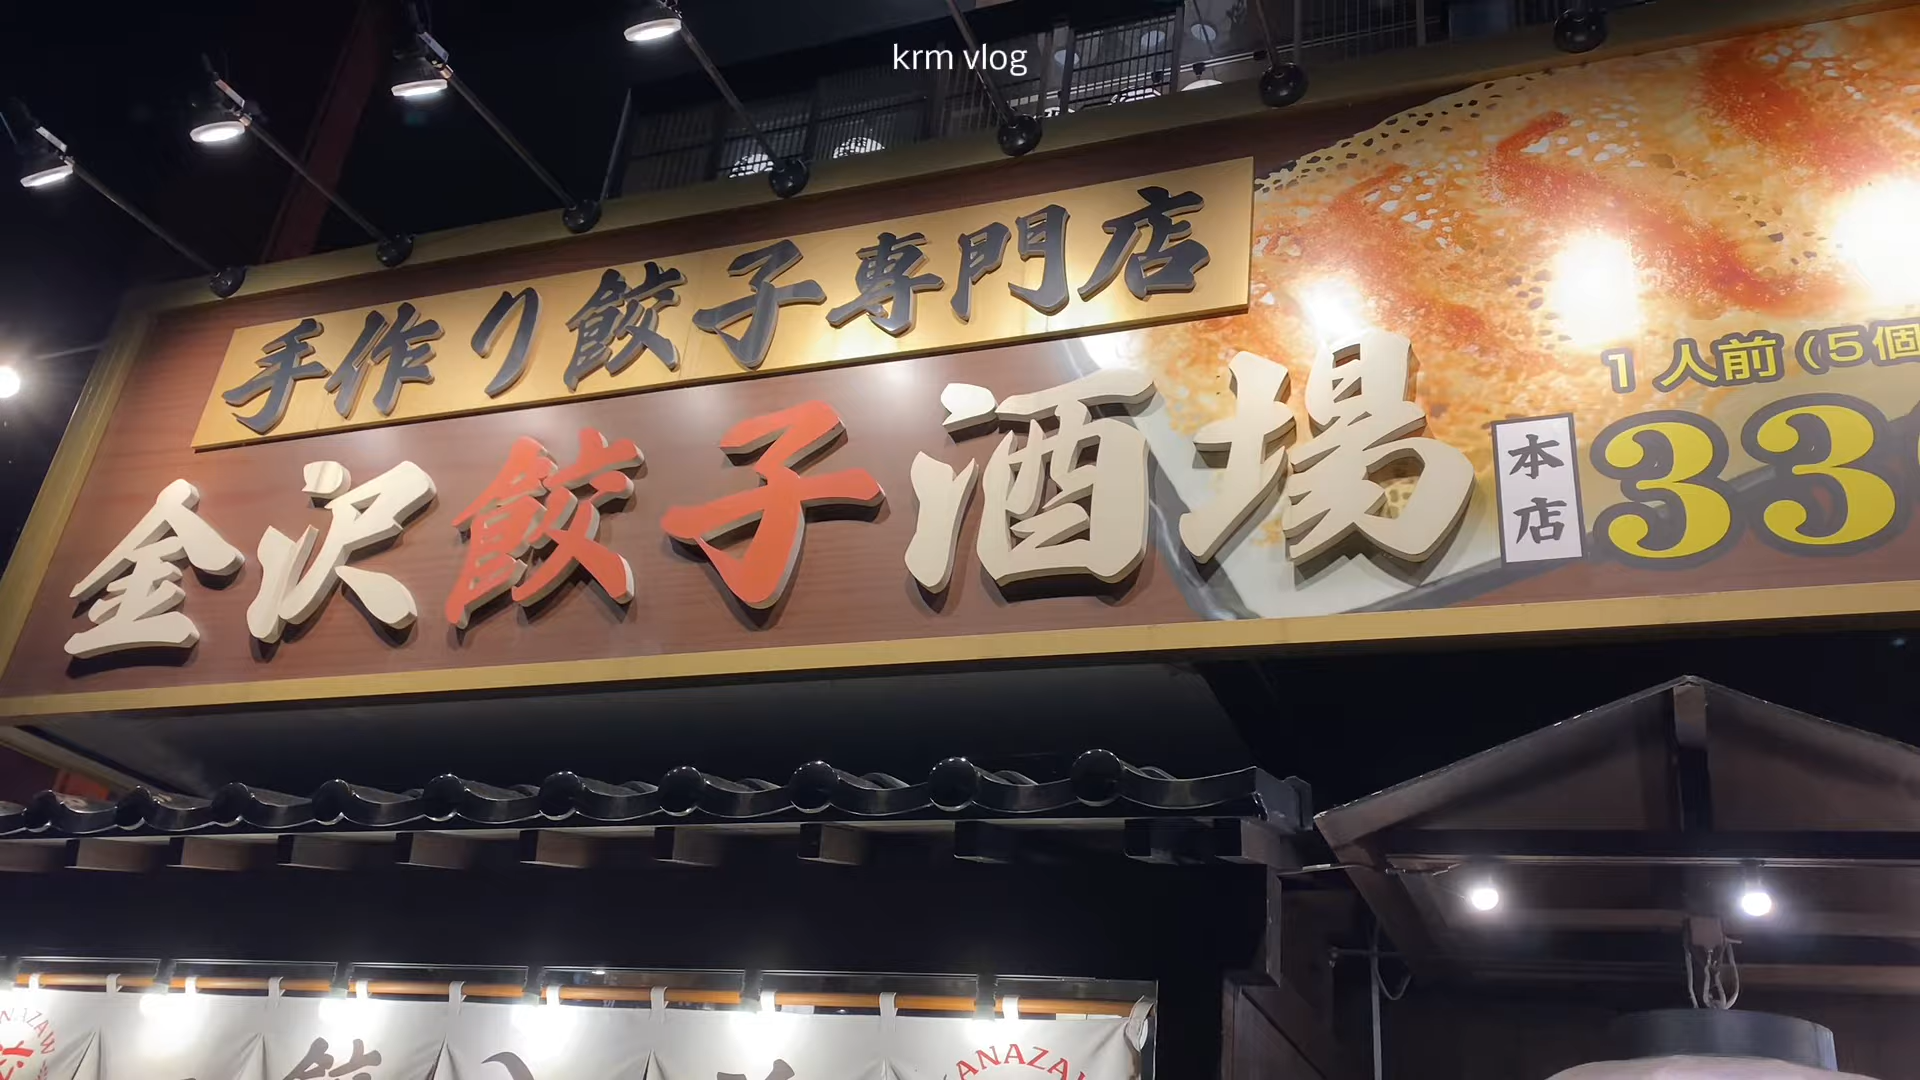 krm vlog
手作り餃子専門店
金沢餃子酒場
本店
1人前(5個
33